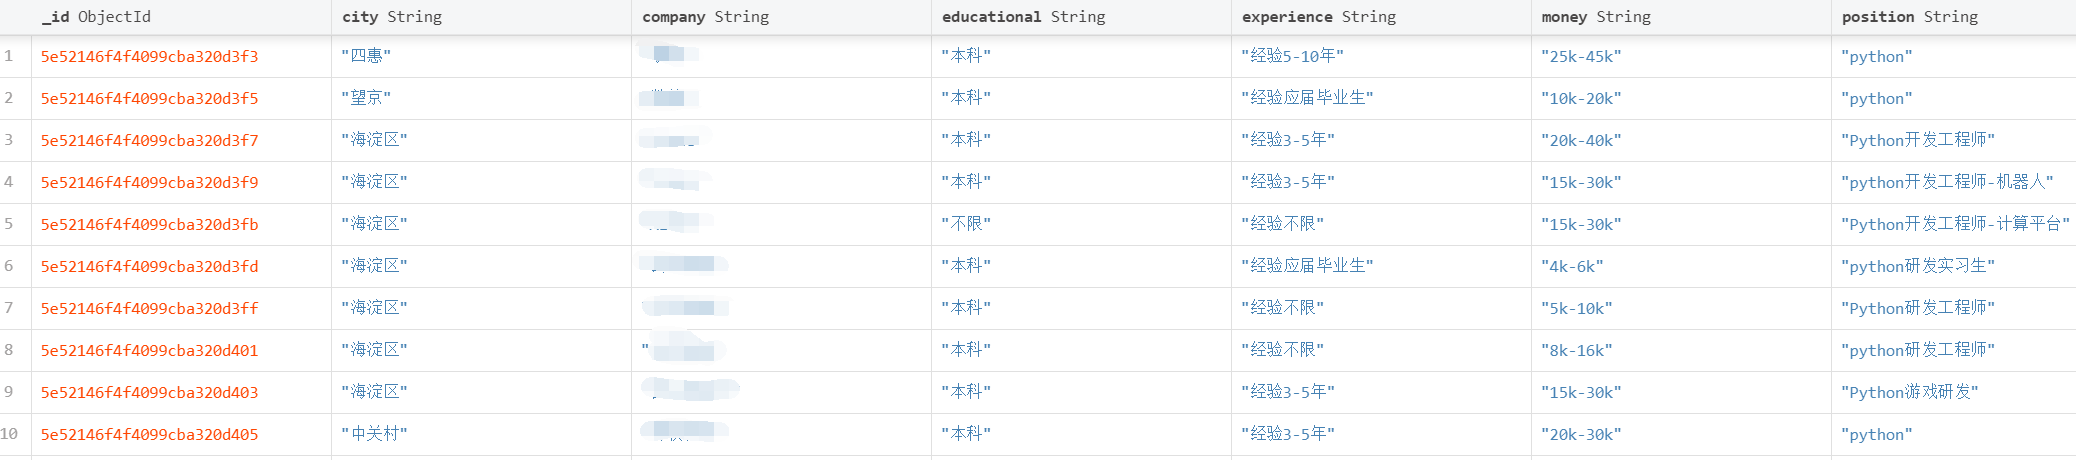 _id ObjectId city String company String educational String experience String money String position String
1 5e52146f4f4099cba320d3f3 "四惠" "本科" "经验5-10年" "25k-45k" "python"
2 5e52146f4f4099cba320d3f5 "望京" "本科" "经验应届毕业生" "10k-20k" "python"
3 5e52146f4f4099cba320d3f7 "海淀区" "本科" "经验3-5年" "20k-40k" "Python开发工程师"
4 5e52146f4f4099cba320d3f9 "海淀区" "本科" "经验3-5年" "15k-30k" "python开发工程师-机器人"
5 5e52146f4f4099cba320d3fb "海淀区" "不限" "经验不限" "15k-30k" "Python开发工程师-计算平台"
6 5e52146f4f4099cba320d3fd "海淀区" "本科" "经验应届毕业生" "4k-6k" "python研发实习生"
7 5e52146f4f4099cba320d3ff "海淀区" "本科" "经验不限" "5k-10k" "Python研发工程师"
8 5e52146f4f4099cba320d401 "海淀区" " "本科" "经验不限" "8k-16k" "python研发工程师"
9 5e52146f4f4099cba320d403 "海淀区" "本科" "经验3-5年" "15k-30k" "Python游戏研发"
10 5e52146f4f4099cba320d405 "中关村" "本科" "经验3-5年" "20k-30k" "python"